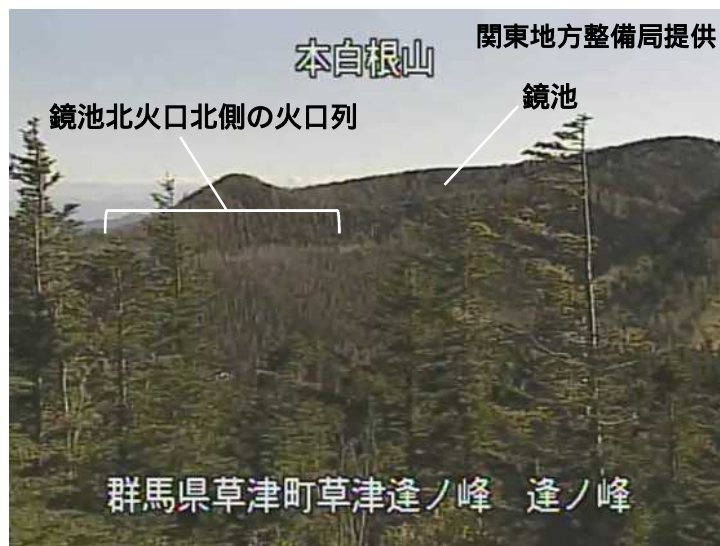 関東地方整備局提供
本白根山
鏡池
鏡池北火口北側の火口列
群馬県草津町草津逢ノ峰　逢ノ峰